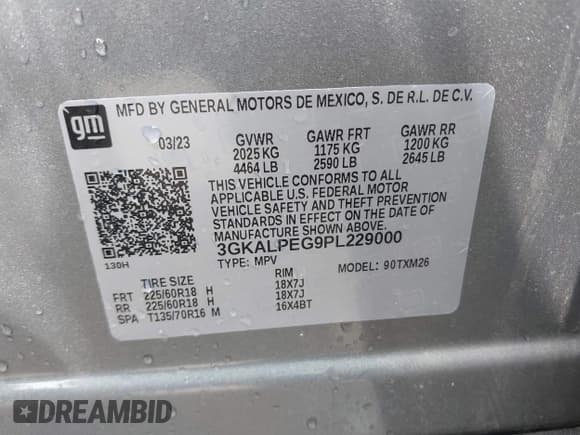 gm
MFD BY GENERAL MOTORS DE MEXICO, S. DE R.L. DE C.V.
03/23 GVWR GAWR FRT GAWR RR
2025 KG 1175 KG 1200 KG
4464 LB 2590 LB 2645 LB
THIS VEHICLE CONFORMS TO ALL
APPLICABLE U.S. FEDERAL MOTOR
VEHICLE SAFETY AND THEFT PREVENTION
STANDARDS IN EFFECT ON THE DATE OF
MANUFACTURE SHOWN ABOVE.
3GKALPEG9PL229000
130H TYPE: MPV MODEL: 90TXM26
TIRE SIZE RIM
FRT 225/60R18 H 18X7J
RR 225/60R18 H 18X7J
SPA T135/70R16 M 16X4BT
DREAMBID